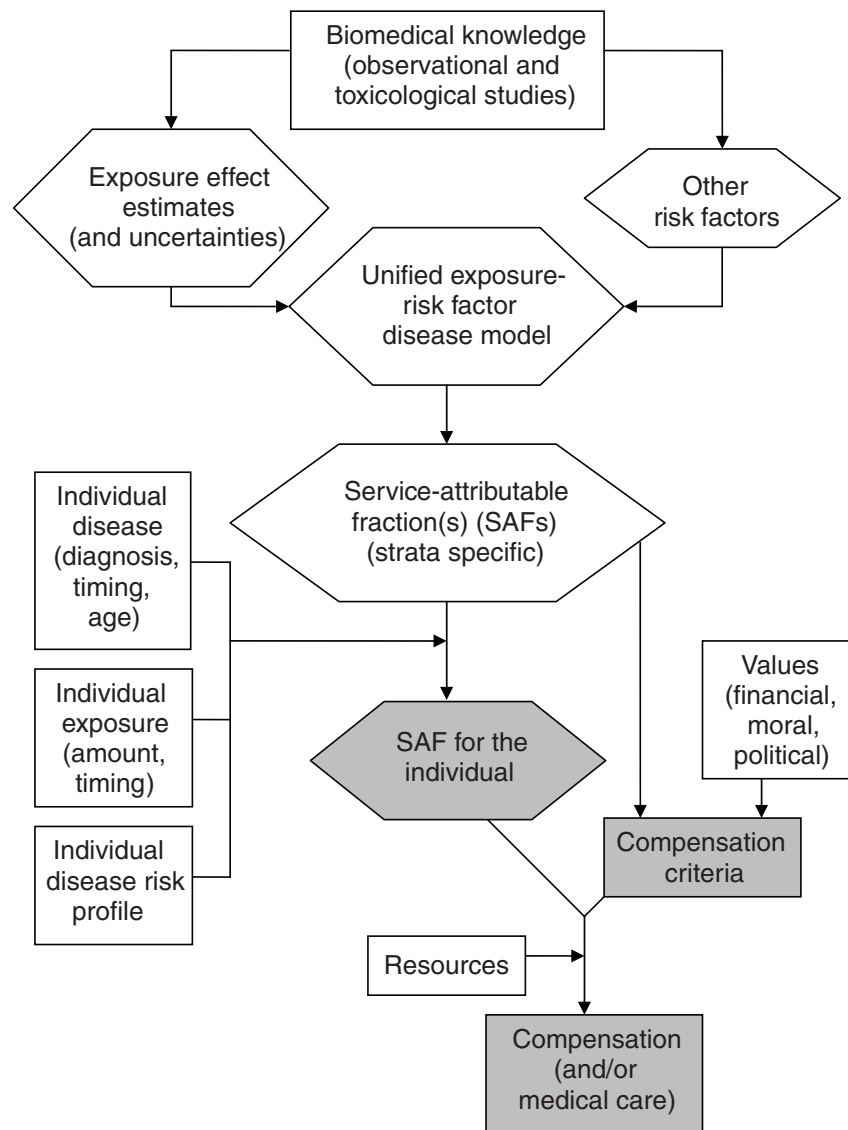 Biomedical knowledge
(observational and
toxicological studies)
Exposure effect
estimates
(and uncertainties)
Other
risk factors
Unified exposure-
risk factor
disease model
Service-attributable
fraction(s) (SAFs)
(strata specific)
Individual
disease
(diagnosis,
timing,
age)
Individual
exposure
(amount,
timing)
Individual
disease risk
profile
Values
(financial,
moral,
political)
SAF for the
individual
Compensation
criteria
Resources
Compensation
(and/or
medical care)